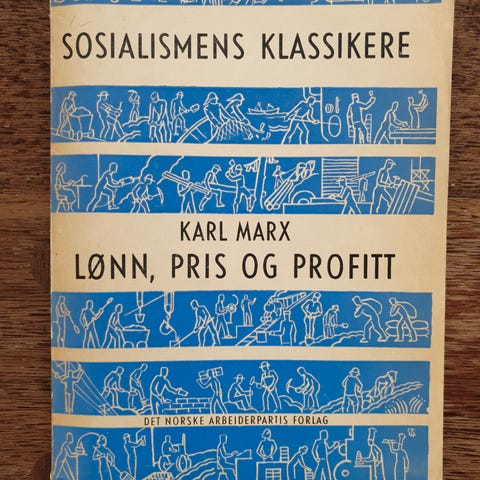 SOSIALISMENS KLASSIKERE
KARL MARX
LØNN, PRIS OG PROFITT
DET NORSKE ARBEIDERPARTIS FORLAG